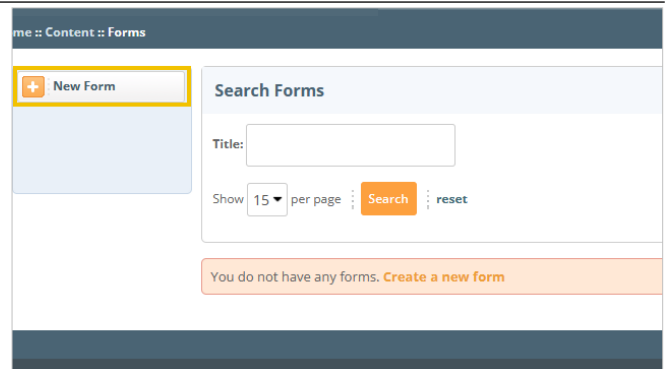 me :: Content :: Forms
+ New Form
Search Forms
Title:
Show 15 per page Search reset
You do not have any forms. Create a new form